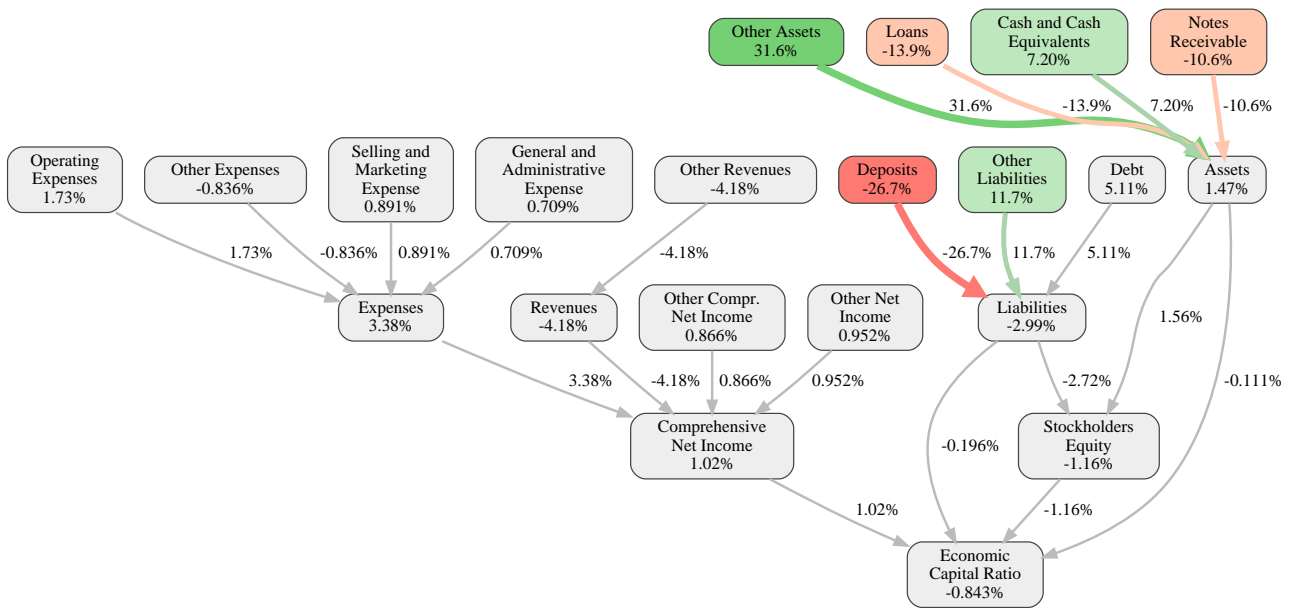 Other Assets
31.6%
Loans
-13.9%
Cash and Cash
Equivalents
7.20%
Notes
Receivable
-10.6%
31.6%
-13.9%
7.20%
-10.6%
Operating
Expenses
1.73%
Other Expenses
-0.836%
Selling and
Marketing
Expense
0.891%
General and
Administrative
Expense
0.709%
Other Revenues
-4.18%
Deposits
-26.7%
Other
Liabilities
11.7%
Debt
5.11%
Assets
1.47%
1.73%
-0.836%
0.891%
0.709%
-4.18%
-26.7%
11.7%
5.11%
Expenses
3.38%
Revenues
-4.18%
Other Compr.
Net Income
0.866%
Other Net
Income
0.952%
Liabilities
-2.99%
1.56%
3.38%
-4.18%
0.866%
0.952%
-2.72%
-0.111%
Comprehensive
Net Income
1.02%
-0.196%
Stockholders
Equity
-1.16%
1.02%
-1.16%
Economic
Capital Ratio
-0.843%